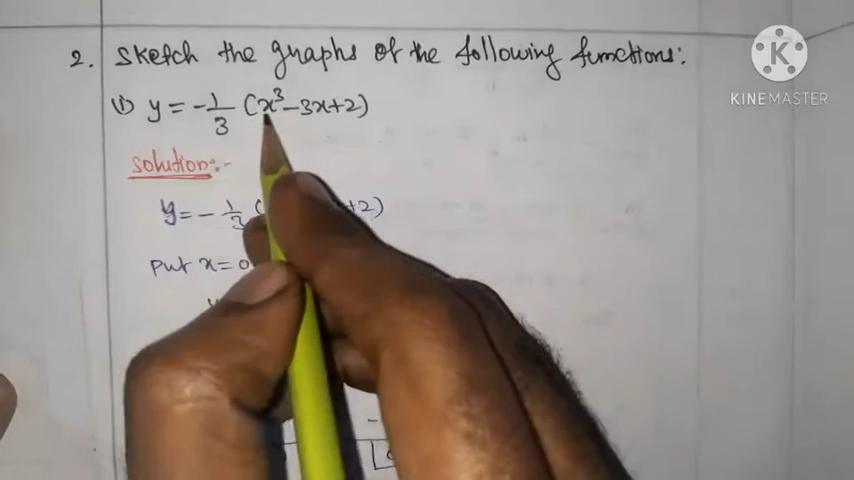 2. Sketch the graphs of the following functions:
(i) y = -1/3 (x³-3x+2)
solution:-
y = -1/3 ( +2)
put x=0
KINEMASTER